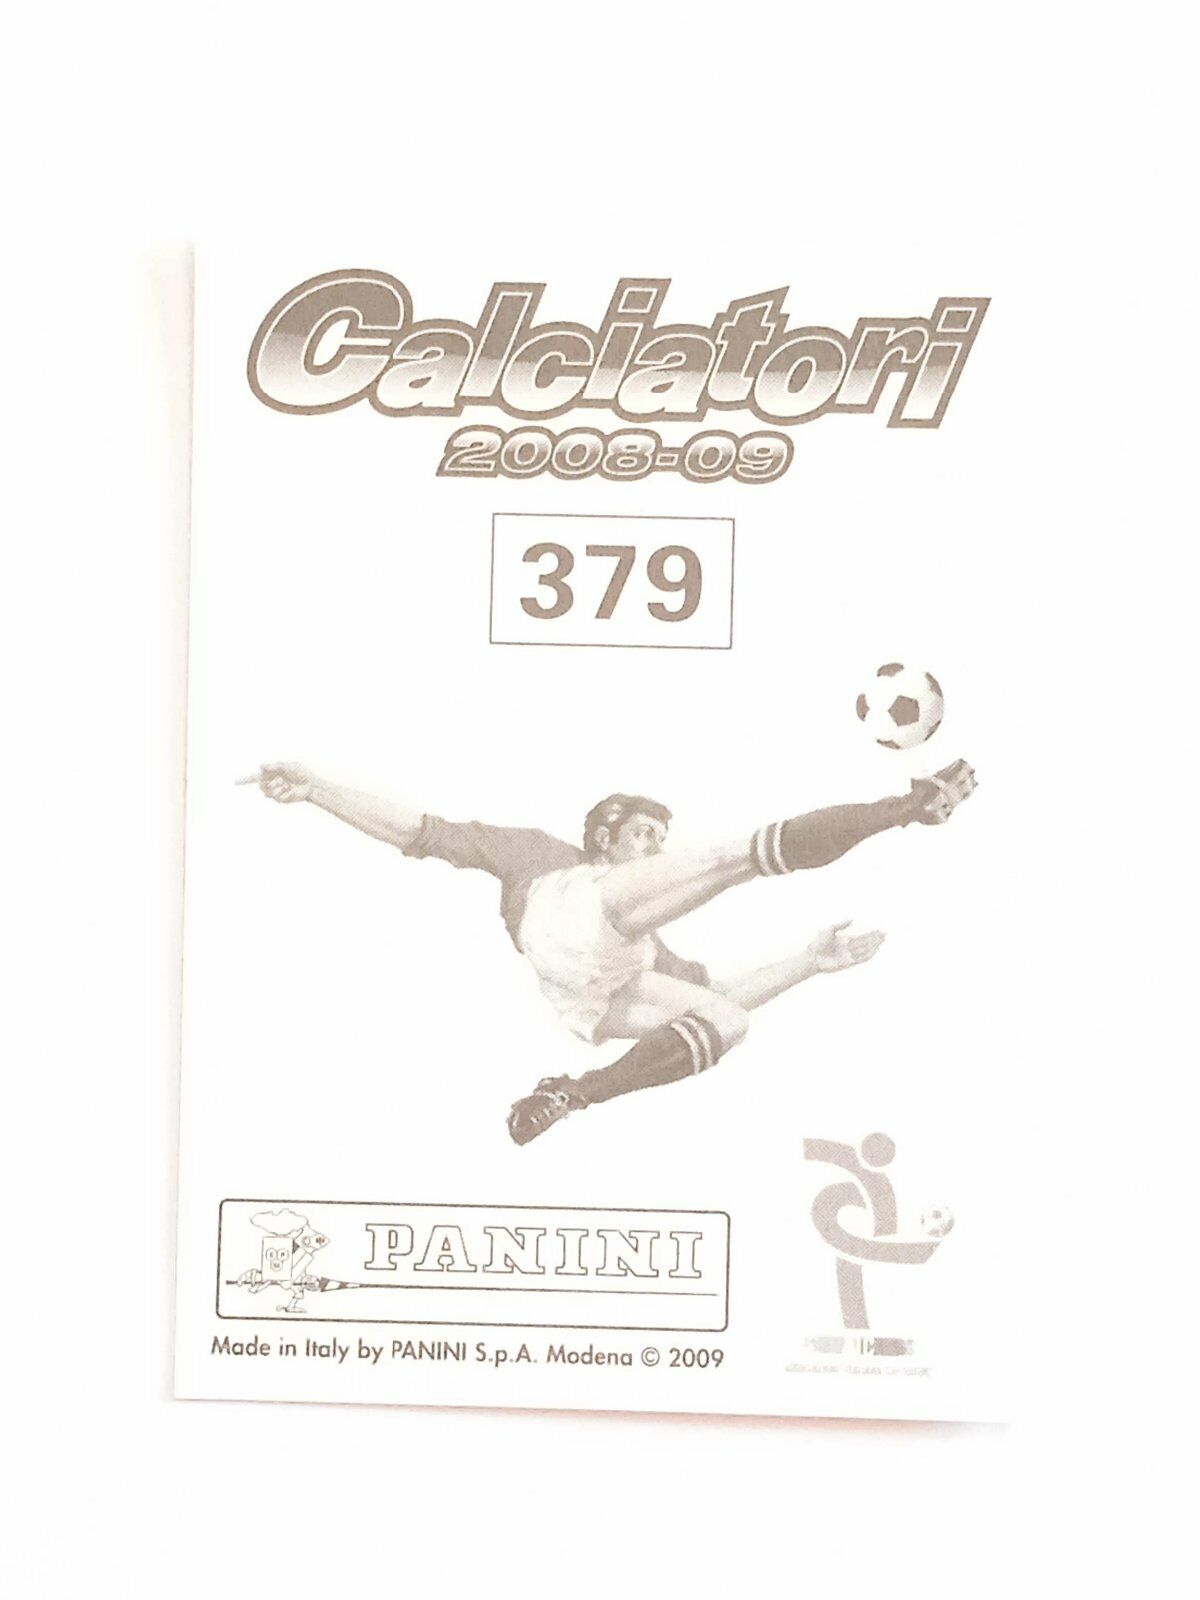 Calciatori
2008-09
379
PANINI
Made in Italy by PANINI S.p.A. Modena © 2009